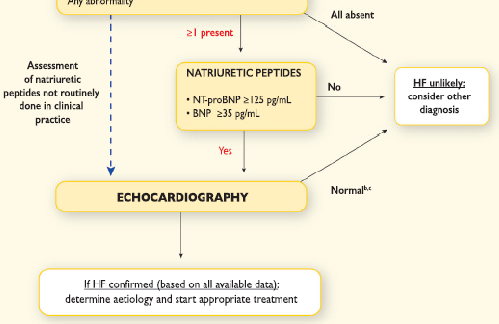 Any abnormality
All absent
≥1 present
Assessment
of natriuretic
peptides not routinely
done in clinical
practice
NATRIURETIC PEPTIDES
• NT-proBNP ≥125 pg/mL
• BNP ≥35 pg/mL
No
HF unlikely:
consider other
diagnosis
Yes
Normalb,c
ECHOCARDIOGRAPHY
If HF confirmed (based on all available data):
determine aetiology and start appropriate treatment